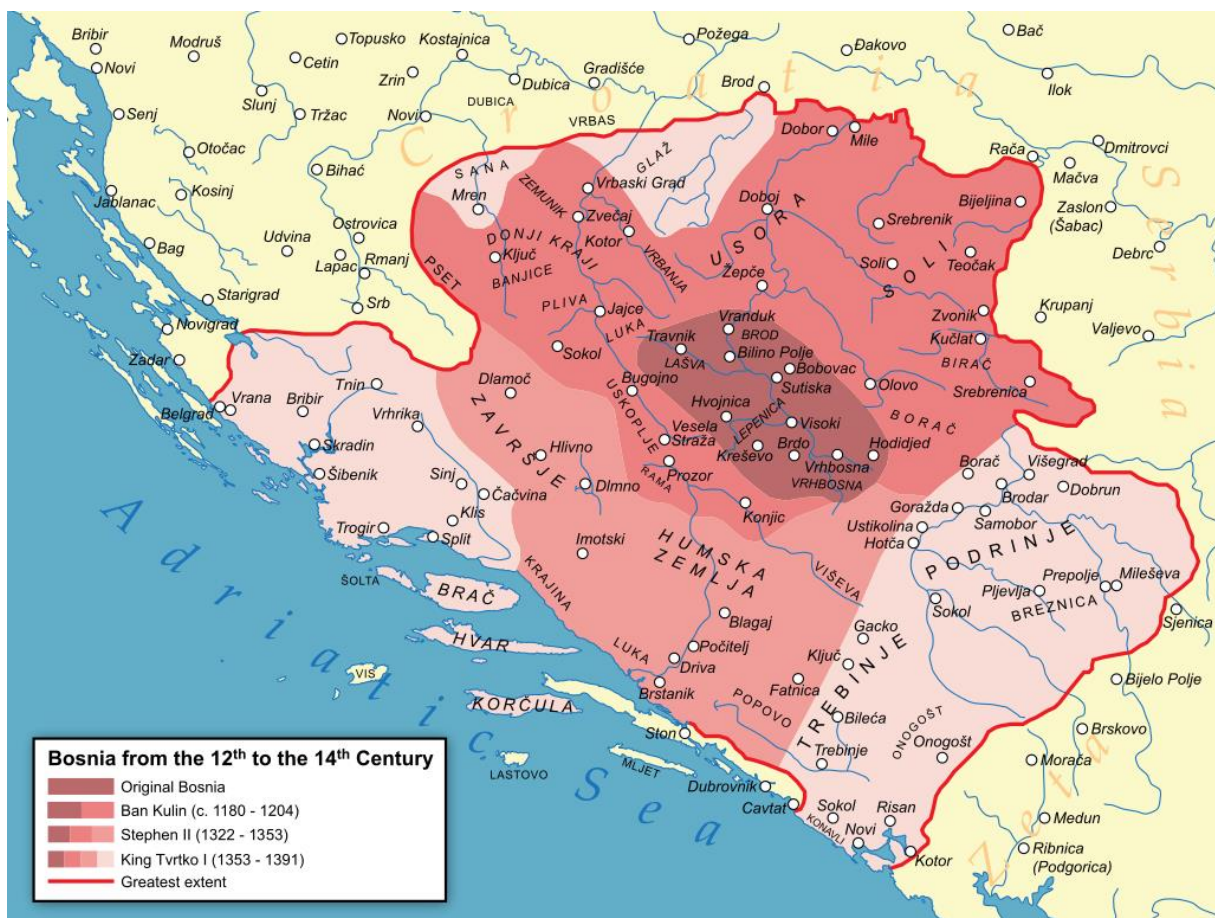 Bribir
Novi
Modruš
Topusko
Cetin
Kostajnica
Zrin
Slunj
Tržac
Dubica
DUBICA
Gradišće
Požega
Đakovo
Bač
Ilok
Brod
Croatia
Senj
Otočac
Novi
VRBAS
Bihać
Kosinj
Jablanac
SANA
Mren
ZEMUNIK
GLAŽ
Vrbaski Grad
Dobor
Mile
Rača
Dmitrovci
Mačva
Zaslon
(Šabac)
Debrc
Serbia
Bag
Udvina
Ostrovica
Lapac
Rmanj
Srb
PSET
Ključ
DONJI KRAJI
BANJICE
Zvečaj
Kotor
VRBANJA
Doboj
USORA
Srebrenik
Bijeljina
Soli
SOLI
Teočak
Žepče
Starigrad
Novigrad
Zadar
PLIVA
Jajce
LUKA
Sokol
Vranduk
BROD
Travnik
LAŠVA
Bilino Polje
Bobovac
Sutiska
Olovo
Zvonik
Kučlat
BIRAČ
Srebrenica
Krupanj
Valjevo
Belgrad
Vrana
Bribir
Tnin
Vrhrika
Skradin
Šibenik
Dlamoč
ZAVRŠJE
Bugojno
USKOPLJE
Hvojnica
LEPENICA
Visoki
Vesela
Straža
Kreševo
Brdo
Vrhbosna
VRHBOSNA
Hodidjed
BORAČ
Hlivno
Dlmno
RAMA
Prozor
Konjic
Sinj
Čačvina
Klis
Trogir
Split
Borač
Višegrad
Brodar
Dobrun
Goražda
Samobor
Ustikolina
Hotča
PODRINJE
Imotski
HUMSKA
ZEMLJA
VIŠEVA
KRAJINA
Prepolje
Mileševa
Pljevlja
BREZNICA
Sokol
Sjenica
ŠOLTA
BRAČ
HVAR
VIS
KORČULA
LASTOVO
MLJET
Adriatic Sea
Blagaj
Počitelj
LUKA
Driva
Brstanik
Gacko
Ključ
Fatnica
POPOVO
Bileća
TREBINJE
Trebinje
ONOGOŠT
Onogošt
Bijelo Polje
Brskovo
Morača
Medun
Ribnica
(Podgorica)
Zeta
Ston
Dubrovnik
Cavtat
Sokol
KONAVLI
Risan
Novi
Kotor
Bosnia from the 12th to the 14th Century
Original Bosnia
Ban Kulin (c. 1180 - 1204)
Stephen II (1322 - 1353)
King Tvrtko I (1353 - 1391)
Greatest extent